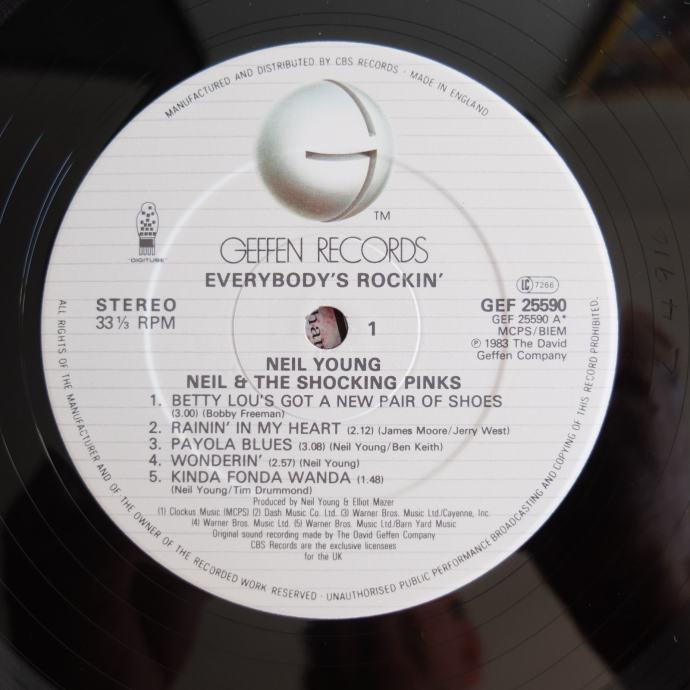 MANUFACTURED AND DISTRIBUTED BY CBS RECORDS · MADE IN ENGLAND
TM
"DIGITUBE"
GEFFEN RECORDS
EVERYBODY'S ROCKIN'
LC 7266
STEREO
33⅓ RPM
1
GEF 25590
GEF 25590 A*
MCPS/BIEM
℗ 1983 The David
Geffen Company
NEIL YOUNG
NEIL & THE SHOCKING PINKS
1. BETTY LOU'S GOT A NEW PAIR OF SHOES
(3.00) (Bobby Freeman)
2. RAININ' IN MY HEART (2.12) (James Moore/Jerry West)
3. PAYOLA BLUES (3.08) (Neil Young/Ben Keith)
4. WONDERIN' (2.57) (Neil Young)
5. KINDA FONDA WANDA (1.48)
(Neil Young/Tim Drummond)
Produced by Neil Young & Elliot Mazer
(1) Clockus Music (MCPS) (2) Dash Music Co. Ltd. (3) Warner Bros. Music Ltd./Cayenne, Inc.
(4) Warner Bros. Music Ltd. (5) Warner Bros. Music Ltd/Barn Yard Music
Original sound recording made by The David Geffen Company
CBS Records are the exclusive licensees
for the UK
ALL RIGHTS OF THE MANUFACTURER AND OF THE OWNER OF THE RECORDED WORK RESERVED · UNAUTHORISED PUBLIC PERFORMANCE BROADCASTING AND COPYING OF THIS RECORD PROHIBITED.